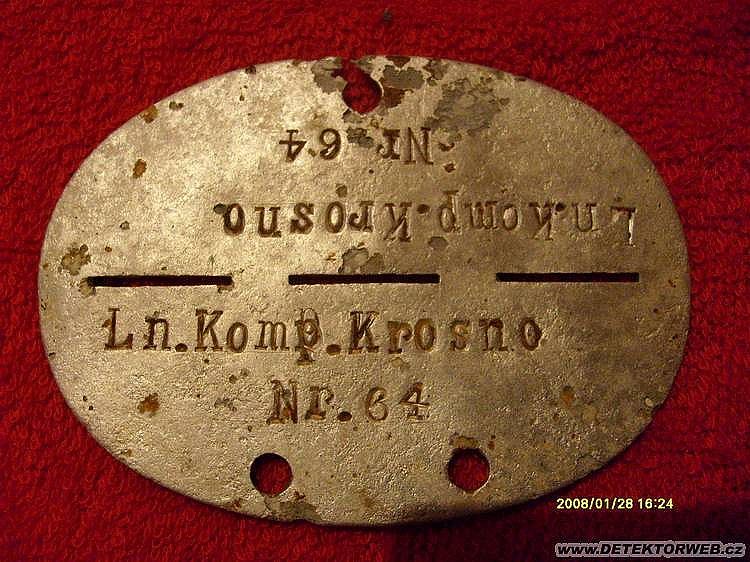 Nr.64
Ln.Komp.Krosno
Ln.Komp.Krosno
Nr.64
2008/01/28 16:24
www.DETEKTORWEB.cz